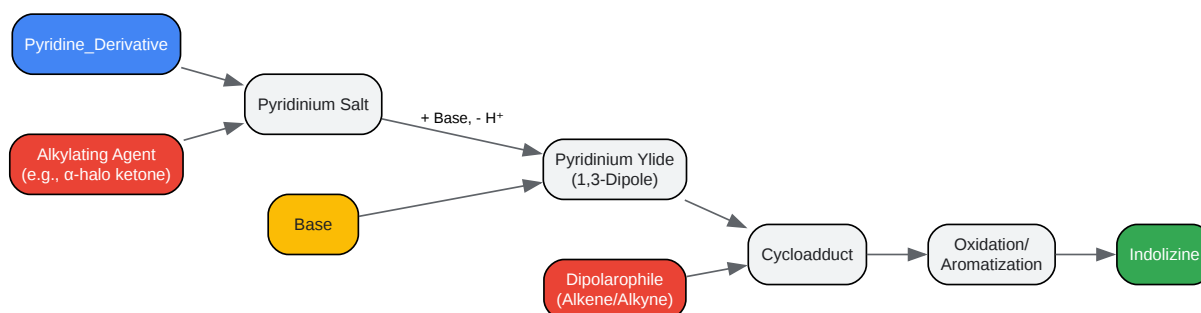 Pyridine_Derivative
Pyridinium Salt
Alkylating Agent
(e.g., α-halo ketone)
+ Base, - H⁺
Pyridinium Ylide
(1,3-Dipole)
Base
Cycloadduct
Oxidation/
Aromatization
Indolizine
Dipolarophile
(Alkene/Alkyne)